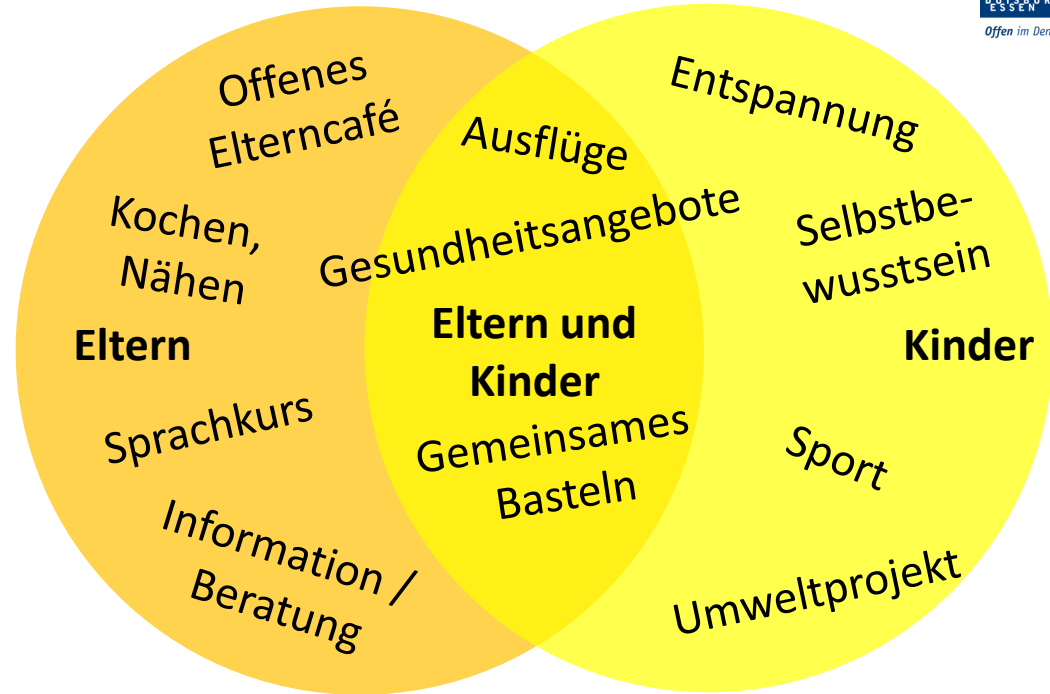 ESSEN
Offen im Den
Offenes
Elterncafé
Kochen,
Nähen
Eltern
Sprachkurs
Information /
Beratung
Ausflüge
Gesundheitsangebote
Eltern und
Kinder
Gemeinsames
Basteln
Entspannung
Selbstbe-
wusstsein
Kinder
Sport
Umweltprojekt